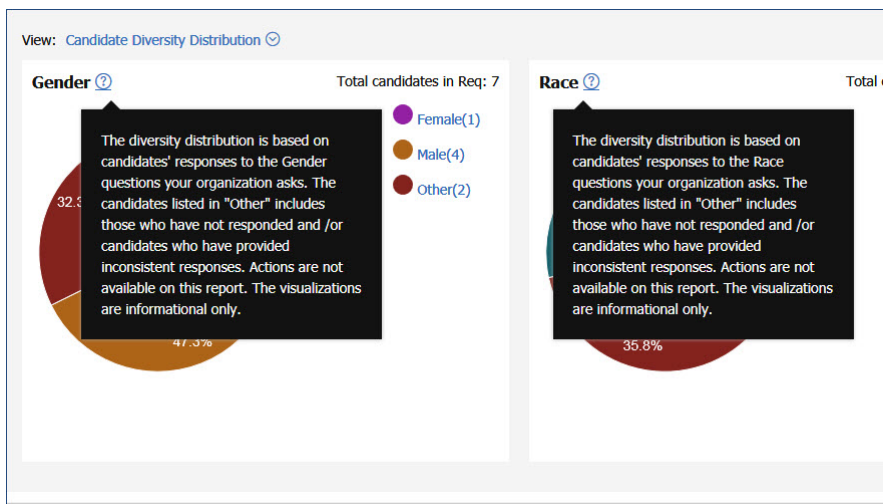 View: Candidate Diversity Distribution
Gender ?
Total candidates in Req: 7
Female(1)
Male(4)
Other(2)
The diversity distribution is based on
candidates' responses to the Gender
questions your organization asks. The
candidates listed in "Other" includes
those who have not responded and /or
candidates who have provided
inconsistent responses. Actions are not
available on this report. The visualizations
are informational only.
32.3
47.3%
Race ?
Total
The diversity distribution is based on
candidates' responses to the Race
questions your organization asks. The
candidates listed in "Other" includes
those who have not responded and /or
candidates who have provided
inconsistent responses. Actions are not
available on this report. The visualizations
are informational only.
35.8%